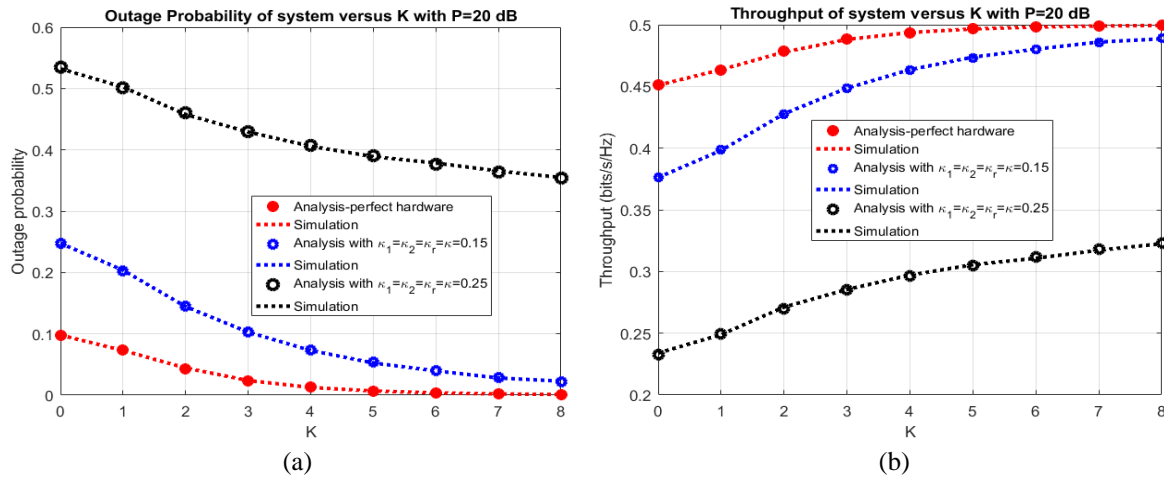 Outage Probability of system versus K with P=20 dB
0.6
0.5
0.4
0.3
0.2
0.1
0
Outage probability
Analysis-perfect hardware
Simulation
Analysis with κ₁=κ₂=κᵣ=κ=0.15
Simulation
Analysis with κ₁=κ₂=κᵣ=κ=0.25
Simulation
0 1 2 3 4 5 6 7 8
K
(a)
Throughput of system versus K with P=20 dB
0.5
0.45
0.4
0.35
0.3
0.25
0.2
Throughput (bits/s/Hz)
Analysis-perfect hardware
Simulation
Analysis with κ₁=κ₂=κᵣ=κ=0.15
Simulation
Analysis with κ₁=κ₂=κᵣ=κ=0.25
Simulation
0 1 2 3 4 5 6 7 8
K
(b)